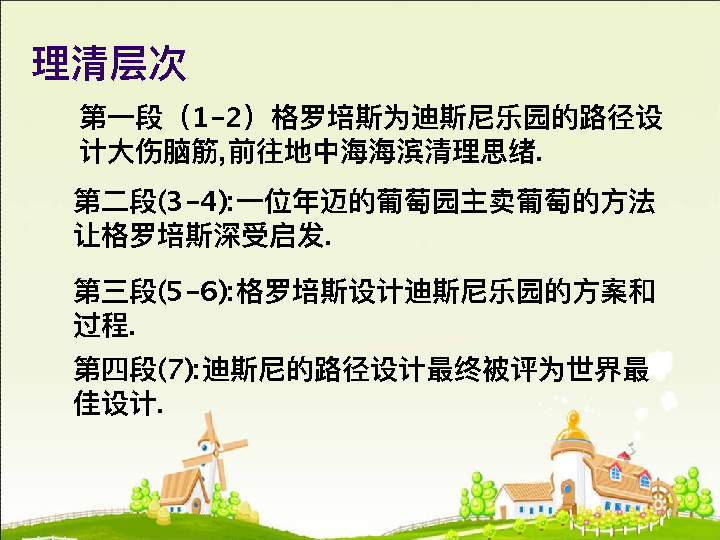 理清层次
第一段（1-2）格罗培斯为迪斯尼乐园的路径设
计大伤脑筋,前往地中海海滨清理思绪.
第二段(3-4):一位年迈的葡萄园主卖葡萄的方法
让格罗培斯深受启发.
第三段(5-6):格罗培斯设计迪斯尼乐园的方案和
过程.
第四段(7):迪斯尼的路径设计最终被评为世界最
佳设计.